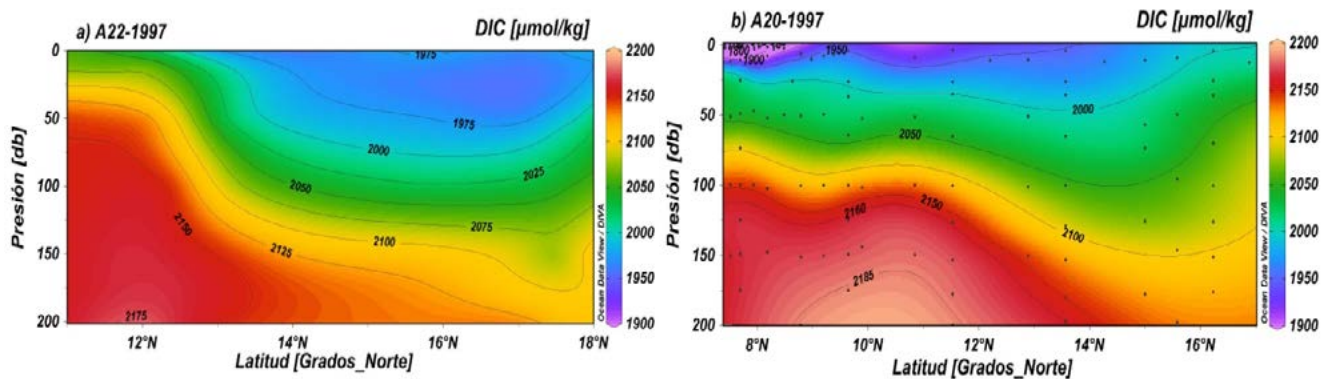 a) A22-1997
DIC [µmol/kg]
0
50
100
150
200
Presión [db]
1975
1975
2000
2025
2050
2075
2100
2125
2150
2175
12°N
14°N
16°N
18°N
Latitud [Grados_Norte]
2200
2150
2100
2050
2000
1950
1900
Ocean Data View / DIVA
b) A20-1997
DIC [µmol/kg]
0
50
100
150
200
Presión [db]
1800
1900
1950
2000
2050
2100
2150
2160
2185
8°N
10°N
12°N
14°N
16°N
Latitud [Grados_Norte]
2200
2150
2100
2050
2000
1950
1900
Ocean Data View / DIVA